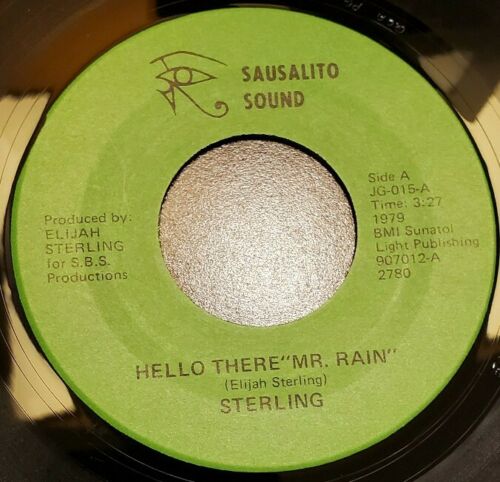 SAUSALITO
SOUND
Produced by:
ELIJAH
STERLING
for S.B.S.
Productions
Side A
JG-015-A
Time: 3:27
1979
BMI Sunatol
Light Publishing
907012-A
2780
HELLO THERE"MR. RAIN"
(Elijah Sterling)
STERLING